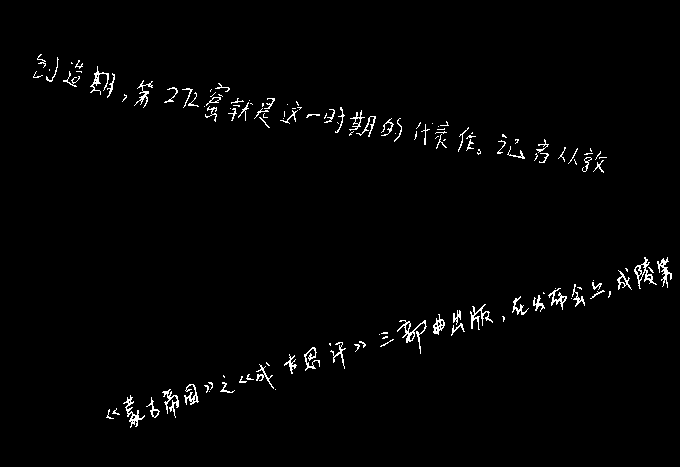 创造期，第272窟就是这一时期的代表作。记者从敦
《蒙古帝国》之《成吉思汗》三部曲出版，在发布会上，成陵第